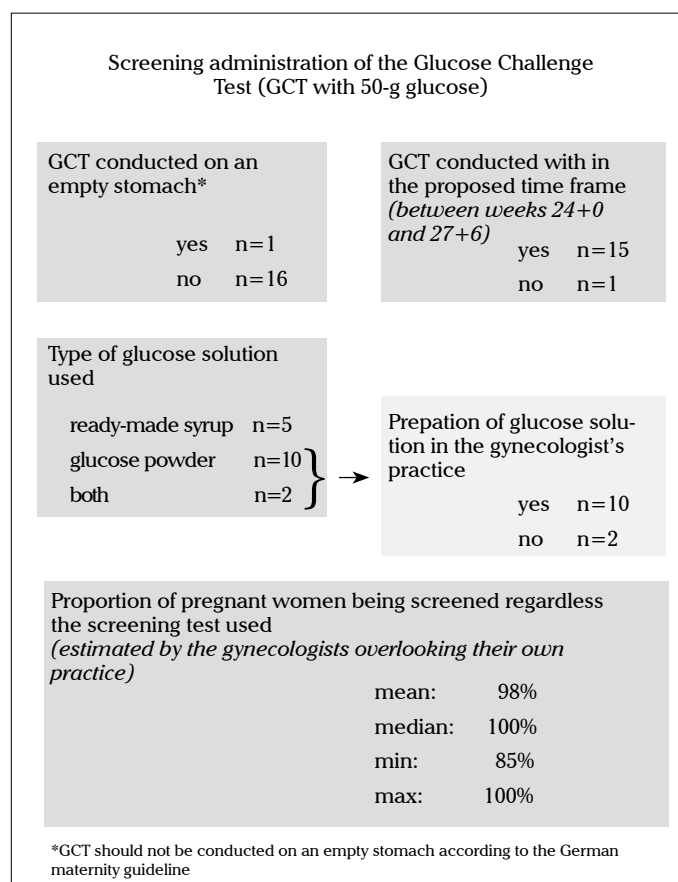 Screening administration of the Glucose Challenge
Test (GCT with 50-g glucose)
GCT conducted on an
empty stomach*
yes n=1
no n=16
GCT conducted with in
the proposed time frame
(between weeks 24+0
and 27+6)
yes n=15
no n=1
Type of glucose solution
used
ready-made syrup n=5
glucose powder n=10
both n=2
Prepation of glucose solu-
tion in the gynecologist's
practice
yes n=10
no n=2
Proportion of pregnant women being screened regardless
the screening test used
(estimated by the gynecologists overlooking their own
practice)
mean: 98%
median: 100%
min: 85%
max: 100%
*GCT should not be conducted on an empty stomach according to the German
maternity guideline